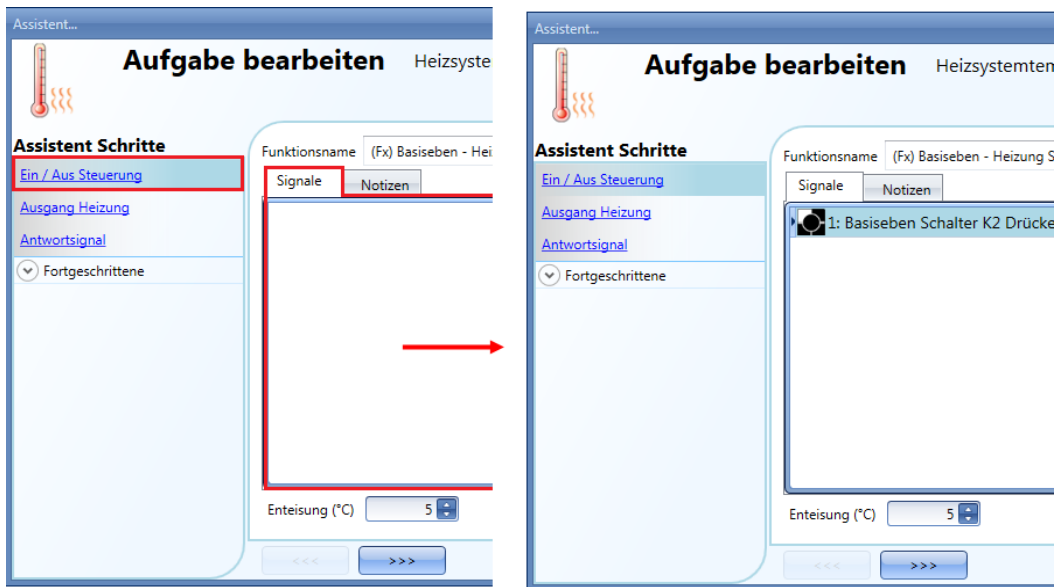 Assistent...
Aufgabe bearbeiten Heizsyste
Assistent Schritte
Ein / Aus Steuerung
Ausgang Heizung
Antwortsignal
Fortgeschrittene
Funktionsname (Fx) Basiseben - Hei
Signale Notizen
Enteisung (°C) 5
<<< >>>
Assistent...
Aufgabe bearbeiten Heizsystemtem
Assistent Schritte
Ein / Aus Steuerung
Ausgang Heizung
Antwortsignal
Fortgeschrittene
Funktionsname (Fx) Basiseben - Heizung S
Signale Notizen
1: Basiseben Schalter K2 Drücke
Enteisung (°C) 5
<<< >>>